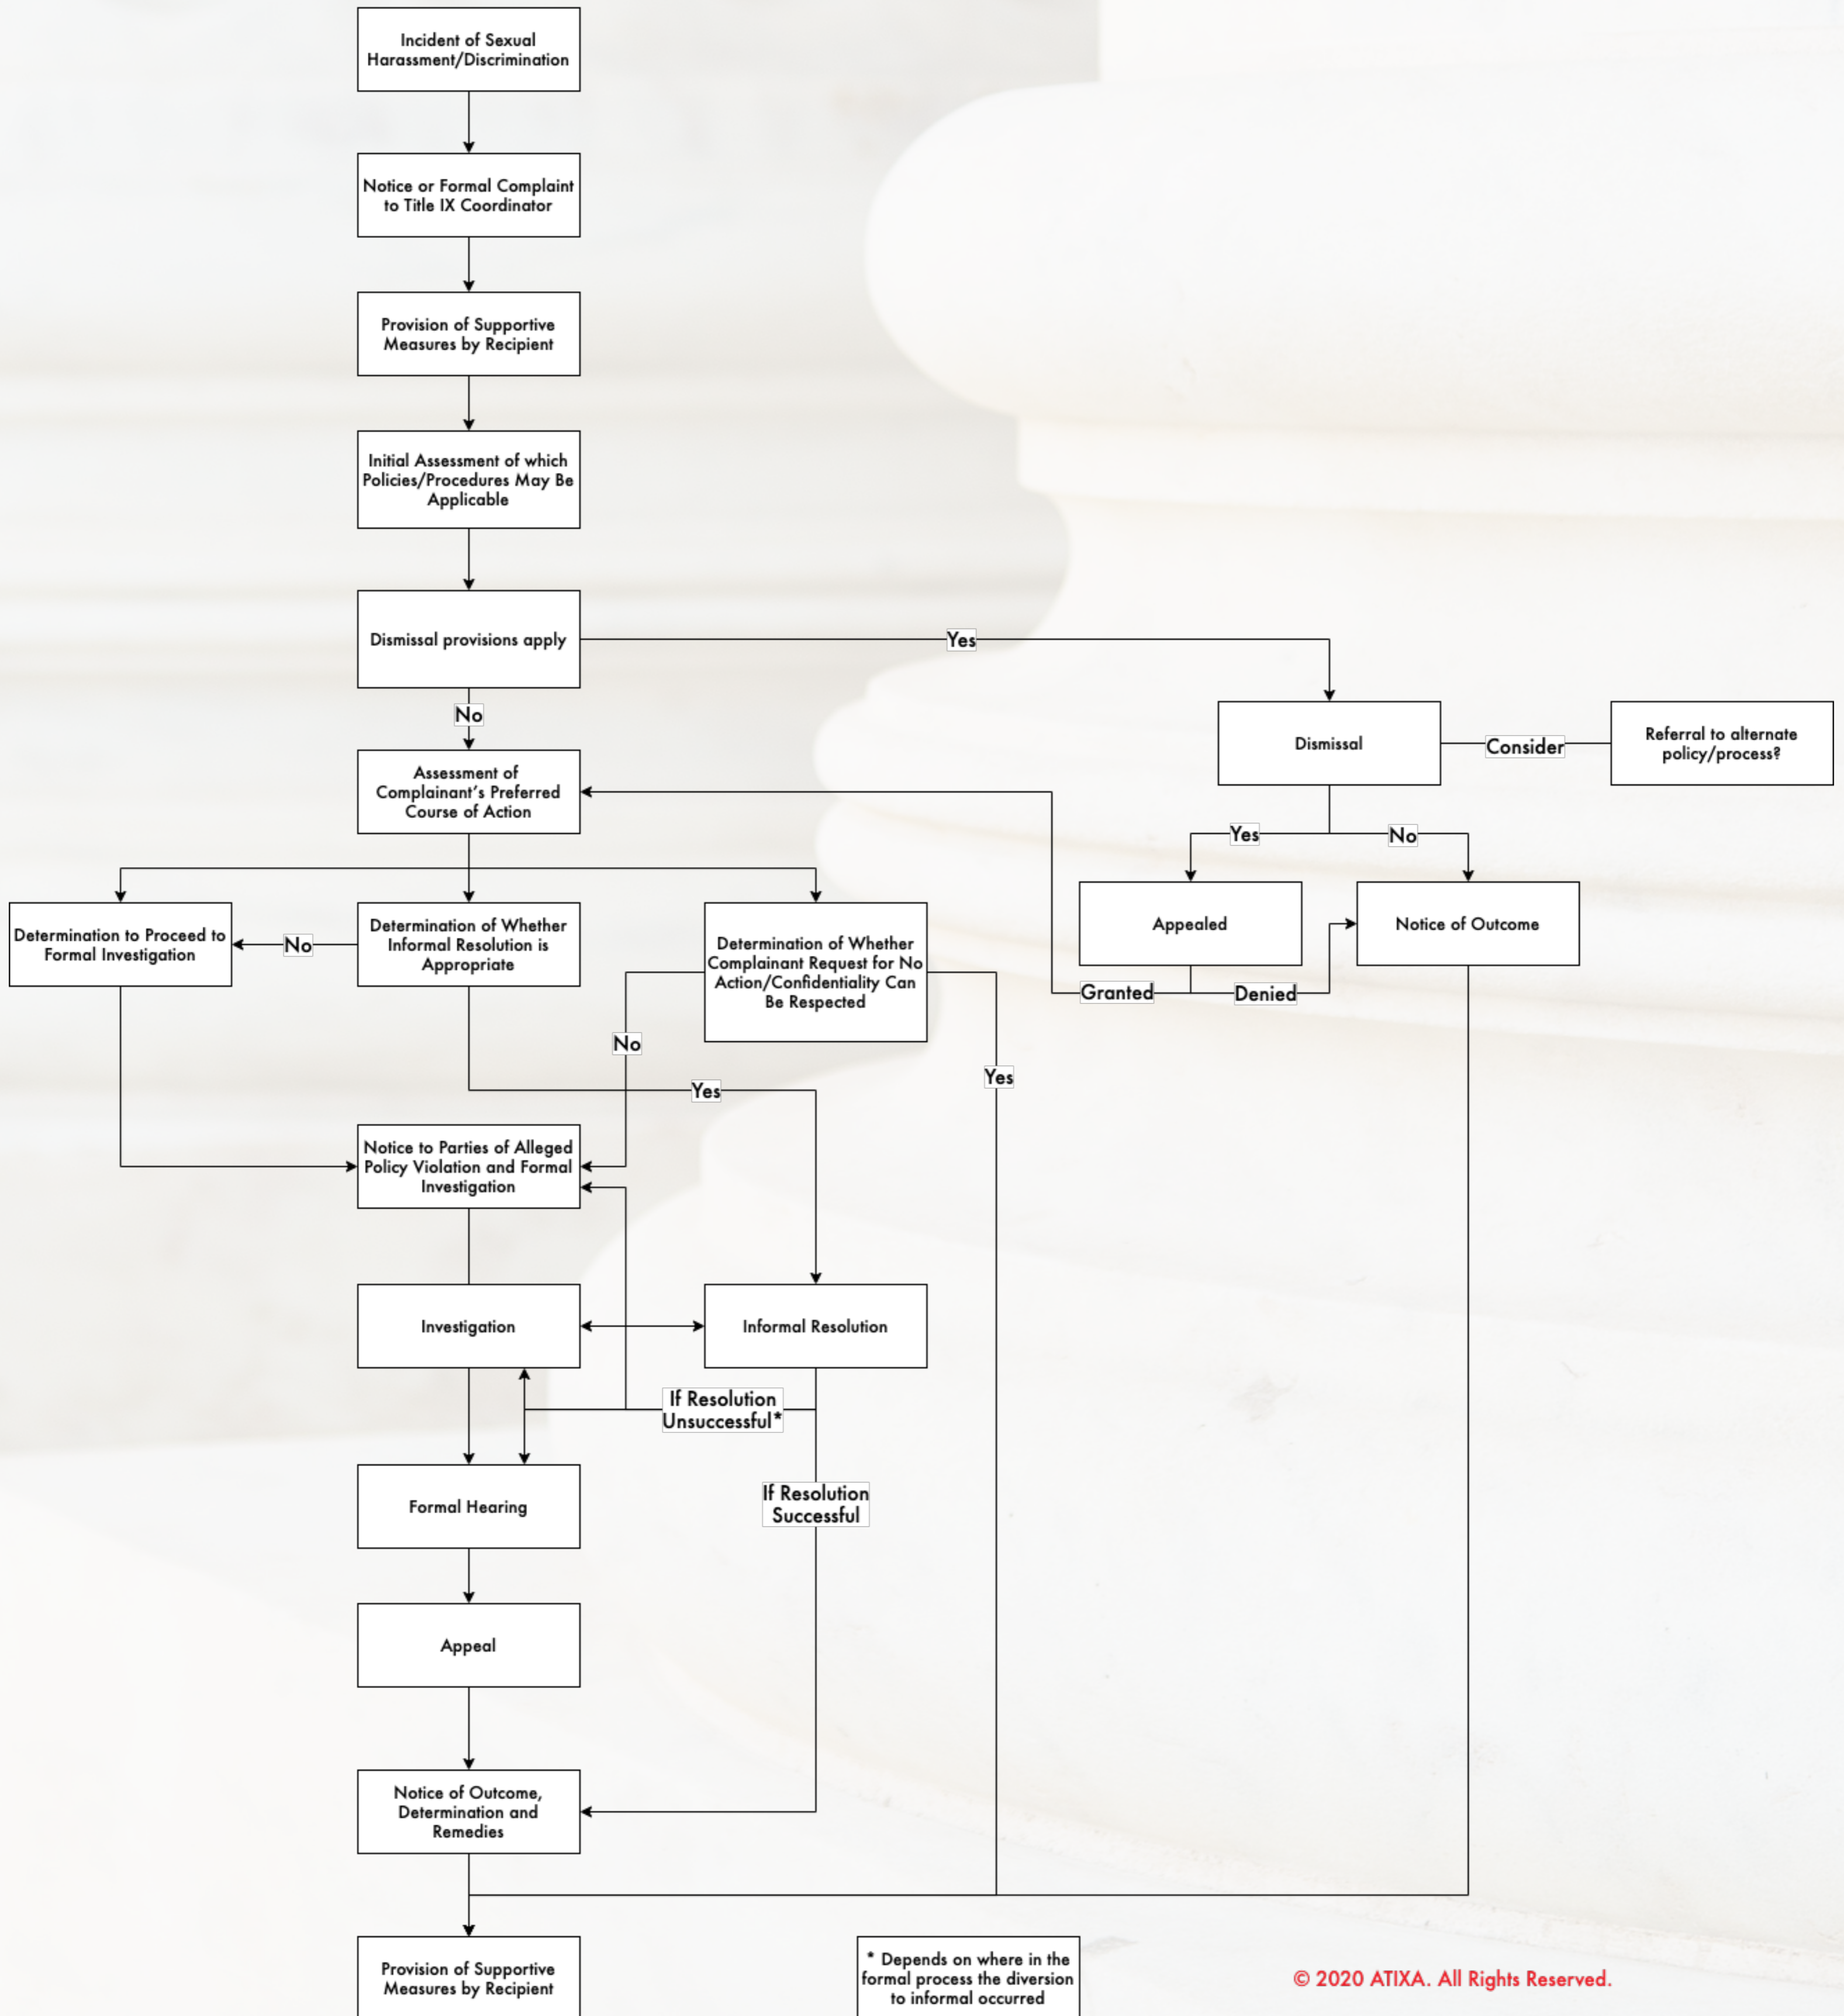 Incident of Sexual
Harassment/Discrimination
Notice or Formal Complaint
to Title IX Coordinator
Provision of Supportive
Measures by Recipient
Initial Assessment of which
Policies/Procedures May Be
Applicable
Dismissal provisions apply
Yes
No
Dismissal
Consider
Referral to alternate
policy/process?
Assessment of
Complainant's Preferred
Course of Action
Yes
No
Determination to Proceed to
Formal Investigation
No
Determination of Whether
Informal Resolution is
Appropriate
Determination of Whether
Complainant Request for No
Action/Confidentiality Can
Be Respected
Appealed
Notice of Outcome
Granted
Denied
No
Yes
Yes
Notice to Parties of Alleged
Policy Violation and Formal
Investigation
Investigation
Informal Resolution
If Resolution
Unsuccessful*
If Resolution
Successful
Formal Hearing
Appeal
Notice of Outcome,
Determination and
Remedies
Provision of Supportive
Measures by Recipient
* Depends on where in the
formal process the diversion
to informal occurred
© 2020 ATIXA. All Rights Reserved.